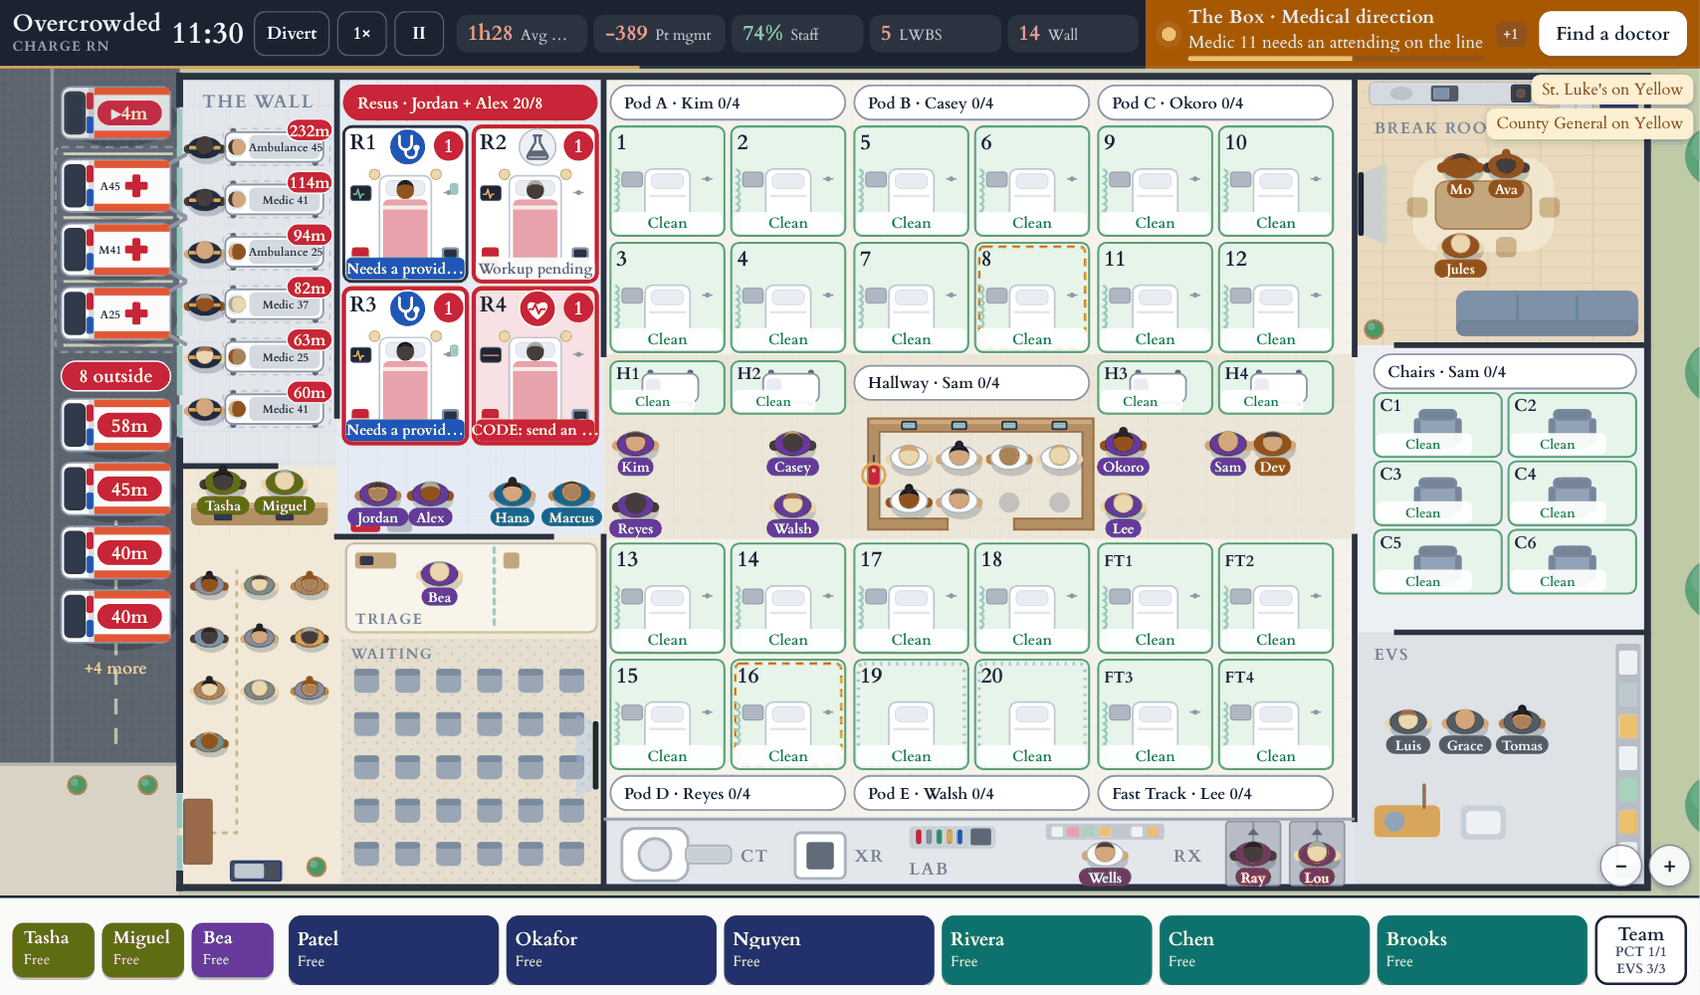 Overcrowded
CHARGE RN
11:30
Divert
1×
II
1h28 Avg …
-389 Pt mgmt
74% Staff
5 LWBS
14 Wall
The Box · Medical direction
Medic 11 needs an attending on the line
+1
Find a doctor
St. Luke's on Yellow
County General on Yellow
▸4m
A45
M41
A25
8 outside
58m
45m
40m
40m
+4 more
THE WALL
232m
Ambulance 45
114m
Medic 41
94m
Ambulance 25
82m
Medic 37
63m
Medic 25
60m
Medic 41
Tasha
Miguel
Resus · Jordan + Alex 20/8
R1
1
Needs a provid…
R2
1
Workup pending
R3
1
Needs a provid…
R4
1
CODE: send an …
Jordan
Alex
Hana
Marcus
Bea
TRIAGE
WAITING
Pod A · Kim 0/4
Pod B · Casey 0/4
Pod C · Okoro 0/4
1
Clean
2
Clean
5
Clean
6
Clean
9
Clean
10
Clean
3
Clean
4
Clean
7
Clean
8
Clean
11
Clean
12
Clean
H1
Clean
H2
Clean
Hallway · Sam 0/4
H3
Clean
H4
Clean
Kim
Casey
Okoro
Sam
Dev
Reyes
Walsh
Lee
13
Clean
14
Clean
17
Clean
18
Clean
FT1
Clean
FT2
Clean
15
Clean
16
Clean
19
Clean
20
Clean
FT3
Clean
FT4
Clean
Pod D · Reyes 0/4
Pod E · Walsh 0/4
Fast Track · Lee 0/4
CT
XR
LAB
Wells
RX
Ray
Lou
BREAK ROO
Mo
Ava
Jules
Chairs · Sam 0/4
C1
Clean
C2
Clean
C3
Clean
C4
Clean
C5
Clean
C6
Clean
EVS
Luis
Grace
Tomas
−
+
Tasha
Free
Miguel
Free
Bea
Free
Patel
Free
Okafor
Free
Nguyen
Free
Rivera
Free
Chen
Free
Brooks
Free
Team
PCT 1/1
EVS 3/3